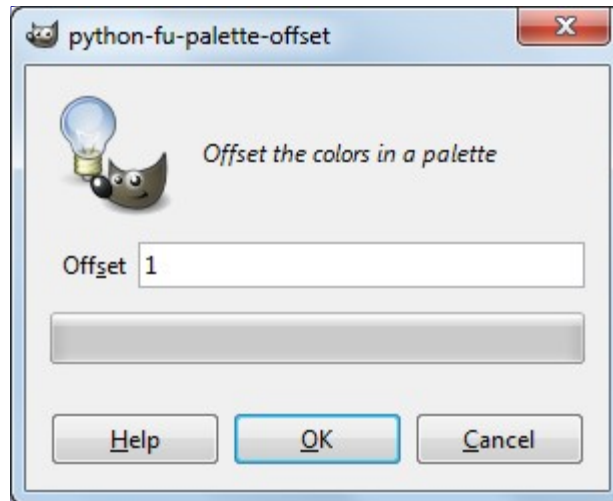 python-fu-palette-offset
Offset the colors in a palette
Offset 1
Help OK Cancel